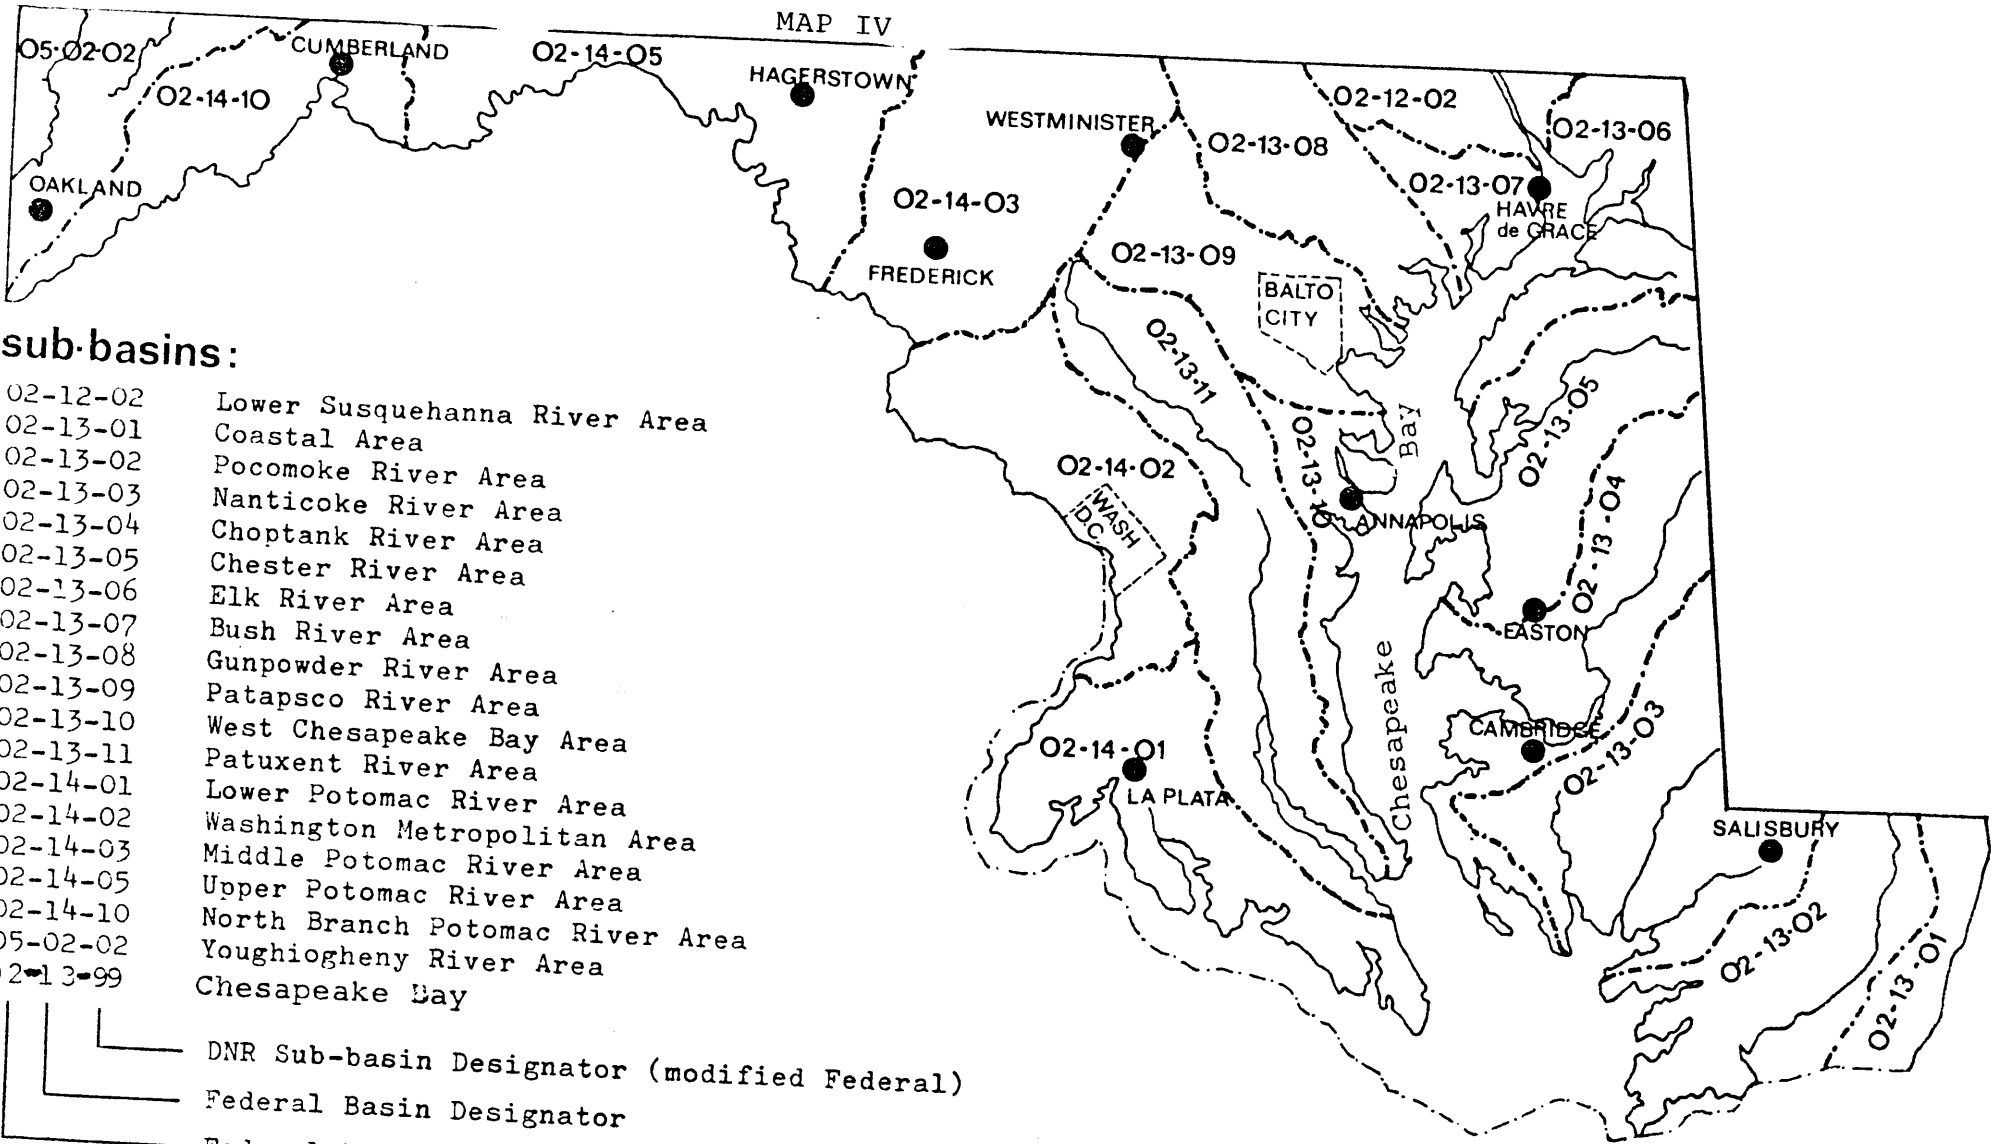 MAP IV
05-02-02
CUMBERLAND
02-14-05
HAGERSTOWN
02-14-10
WESTMINISTER
02-12-02
02-13-06
02-13-08
OAKLAND
02-14-03
02-13-07
HAVRE
de GRACE
FREDERICK
02-13-09
BALTO
CITY
02-13-11
02-13-05
Bay
02-13-10
02-14-02
WASH
D.C.
ANNAPOLIS
02-13-04
EASTON
Chesapeake
CAMBRIDGE
02-13-03
02-14-01
LA PLATA
SALISBURY
02-13-02
02-13-01
sub-basins:
02-12-02 Lower Susquehanna River Area
02-13-01 Coastal Area
02-13-02 Pocomoke River Area
02-13-03 Nanticoke River Area
02-13-04 Choptank River Area
02-13-05 Chester River Area
02-13-06 Elk River Area
02-13-07 Bush River Area
02-13-08 Gunpowder River Area
02-13-09 Patapsco River Area
02-13-10 West Chesapeake Bay Area
02-13-11 Patuxent River Area
02-14-01 Lower Potomac River Area
02-14-02 Washington Metropolitan Area
02-14-03 Middle Potomac River Area
02-14-05 Upper Potomac River Area
02-14-10 North Branch Potomac River Area
05-02-02 Youghiogheny River Area
02-13-99 Chesapeake Bay
DNR Sub-basin Designator (modified Federal)
Federal Basin Designator